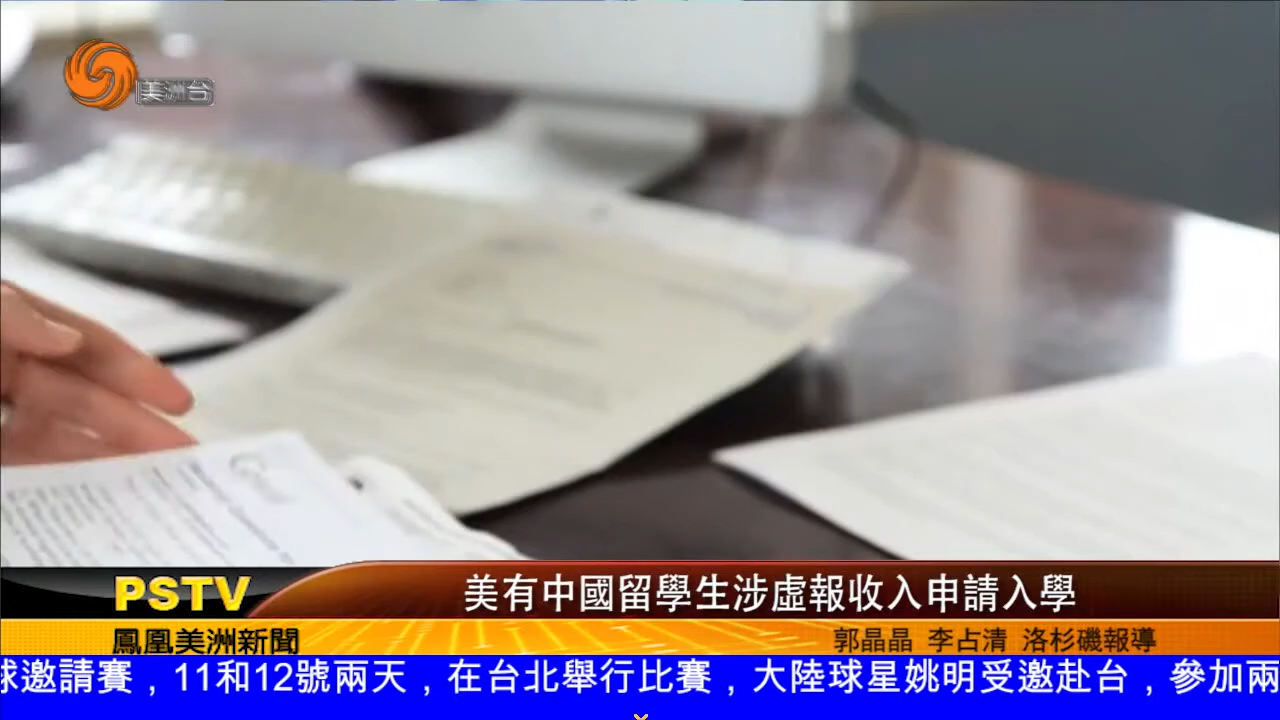 美洲台
PSTV
美有中國留學生涉虛報收入申請入學
鳳凰美洲新聞
郭晶晶 李占清 洛杉磯報導
球邀請賽，11和12號兩天，在台北舉行比賽，大陸球星姚明受邀赴台，參加兩